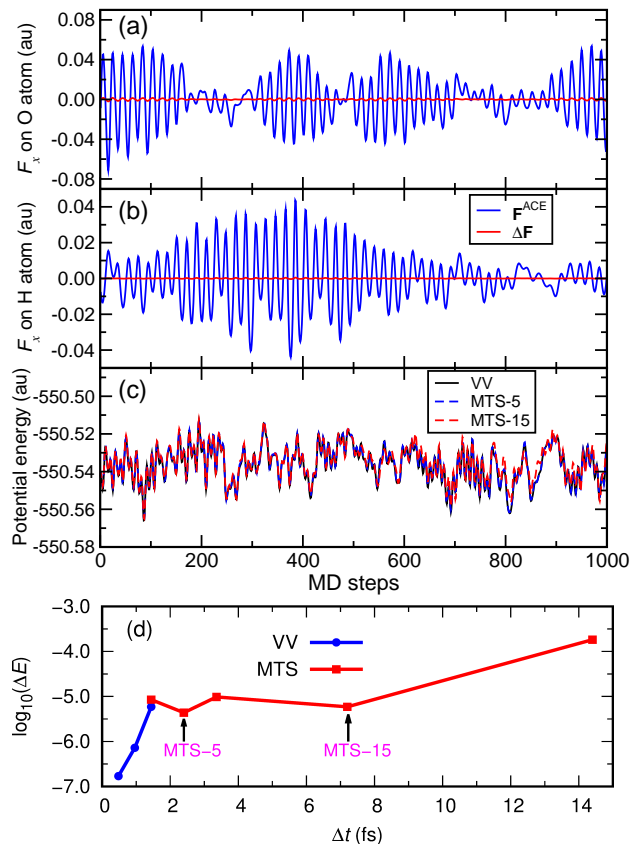 (a)
F_x on O atom (au)
0.08
0.04
0.00
-0.04
-0.08
(b)
F_x on H atom (au)
0.04
0.02
0.00
-0.02
-0.04
F^ACE
ΔF
(c)
Potential energy (au)
-550.50
-550.52
-550.54
-550.56
-550.58
VV
MTS-5
MTS-15
0 200 400 600 800 1000
MD steps
(d)
log10(ΔE)
−3.0
−4.0
−5.0
−6.0
−7.0
VV
MTS
MTS−5
MTS−15
0 2 4 6 8 10 12 14
Δt (fs)